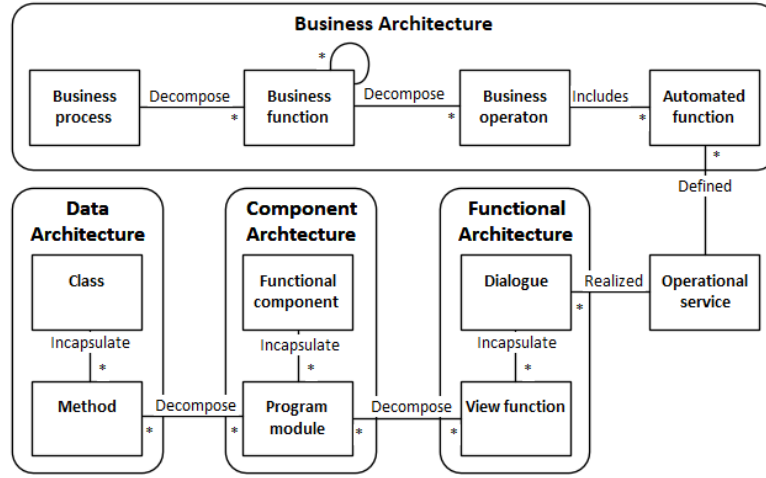 Business Architecture
*
Business
process
Decompose
*
Business
function
Decompose
*
Business
operaton
Includes
*
Automated
function
*
Defined
Data
Architecture
Component
Archtecture
Functional
Architecture
Class
Functional
component
Dialogue
*
Realized
Operational
service
Incapsulate
*
Incapsulate
*
Incapsulate
*
Method
*
Decompose
*
Program
module
*
Decompose
*
View function